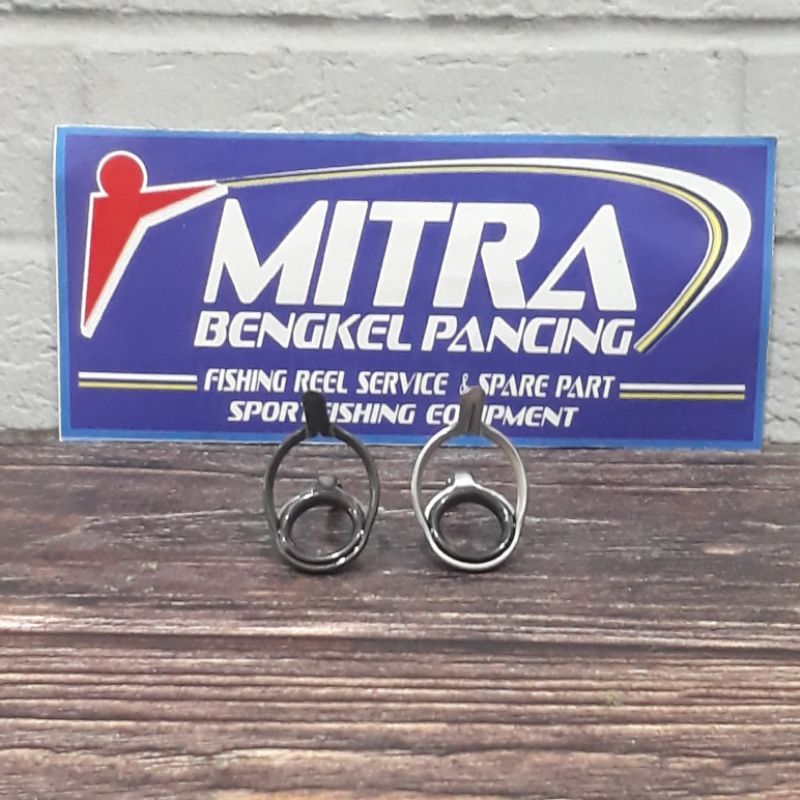 MITRA
BENGKEL PANCING
FISHING REEL SERVICE & SPARE PART
SPORTFISHING EQUIPMENT